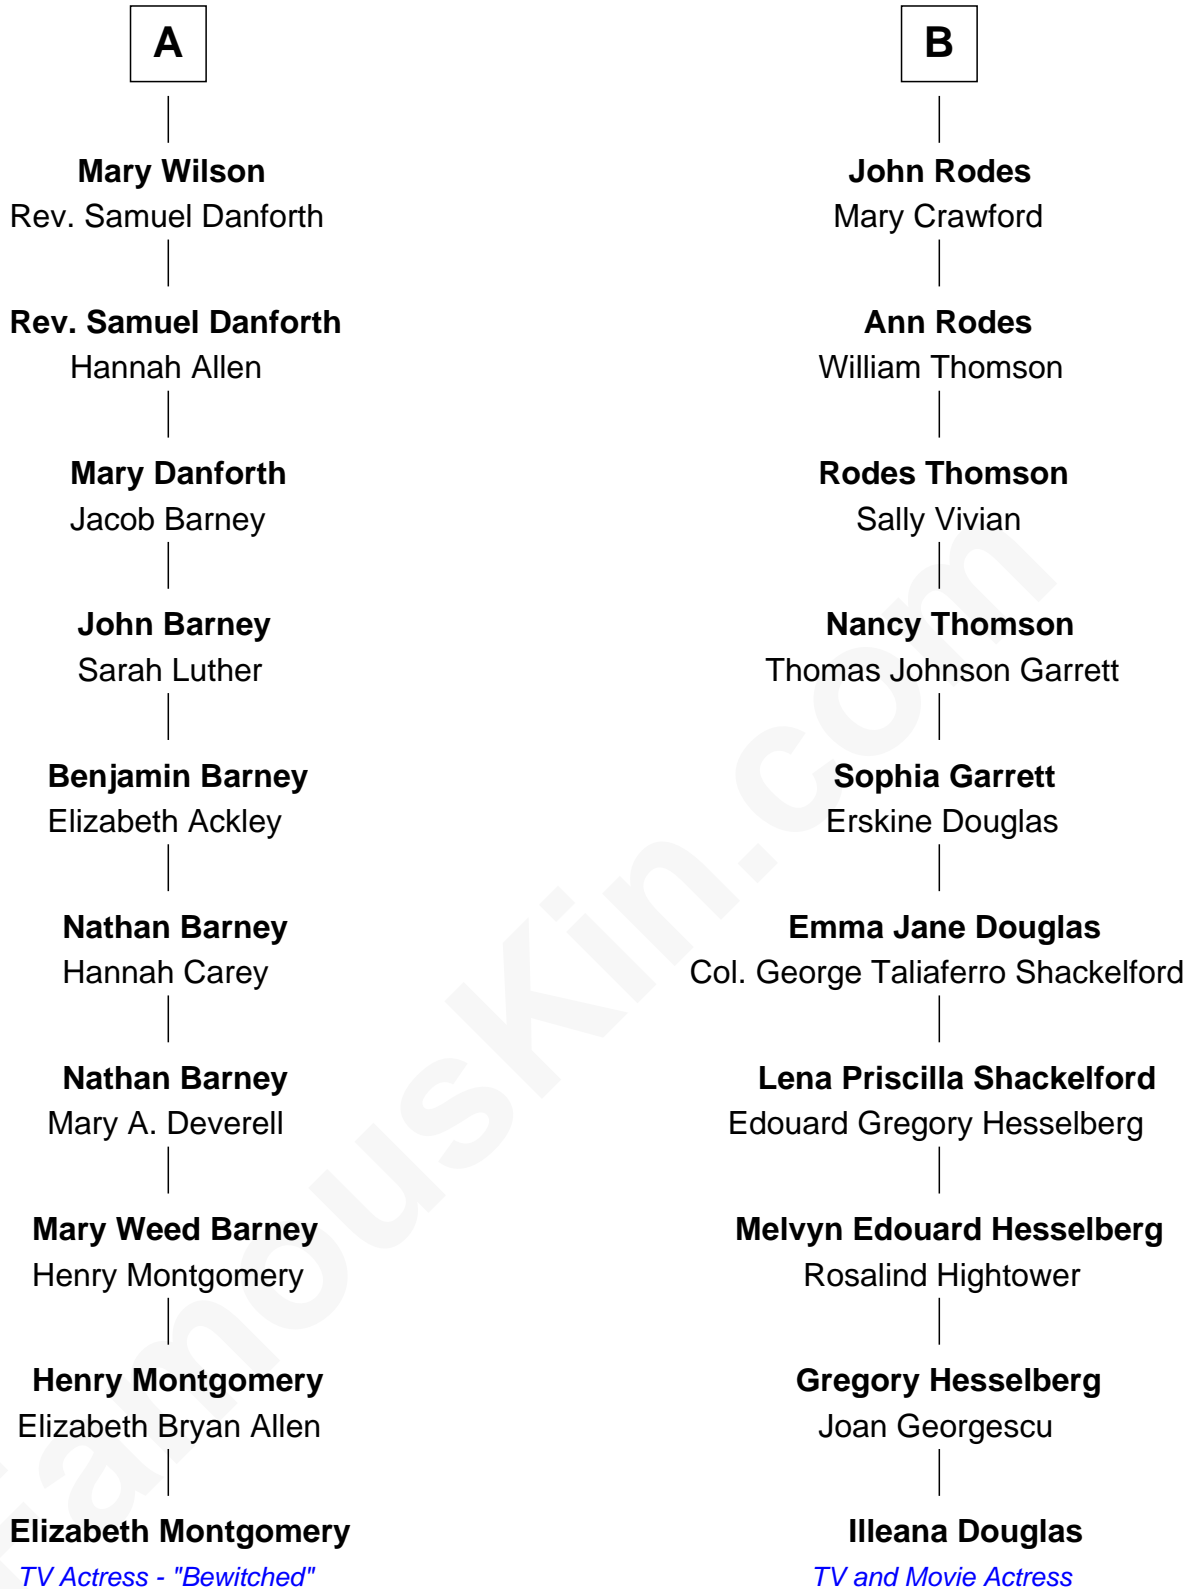 A
Mary Wilson
Rev. Samuel Danforth
Rev. Samuel Danforth
Hannah Allen
Mary Danforth
Jacob Barney
John Barney
Sarah Luther
Benjamin Barney
Elizabeth Ackley
Nathan Barney
Hannah Carey
Nathan Barney
Mary A. Deverell
Mary Weed Barney
Henry Montgomery
Henry Montgomery
Elizabeth Bryan Allen
Elizabeth Montgomery
TV Actress - "Bewitched"
B
John Rodes
Mary Crawford
Ann Rodes
William Thomson
Rodes Thomson
Sally Vivian
Nancy Thomson
Thomas Johnson Garrett
Sophia Garrett
Erskine Douglas
Emma Jane Douglas
Col. George Taliaferro Shackelford
Lena Priscilla Shackelford
Edouard Gregory Hesselberg
Melvyn Edouard Hesselberg
Rosalind Hightower
Gregory Hesselberg
Joan Georgescu
Illeana Douglas
TV and Movie Actress
FamousKin.com